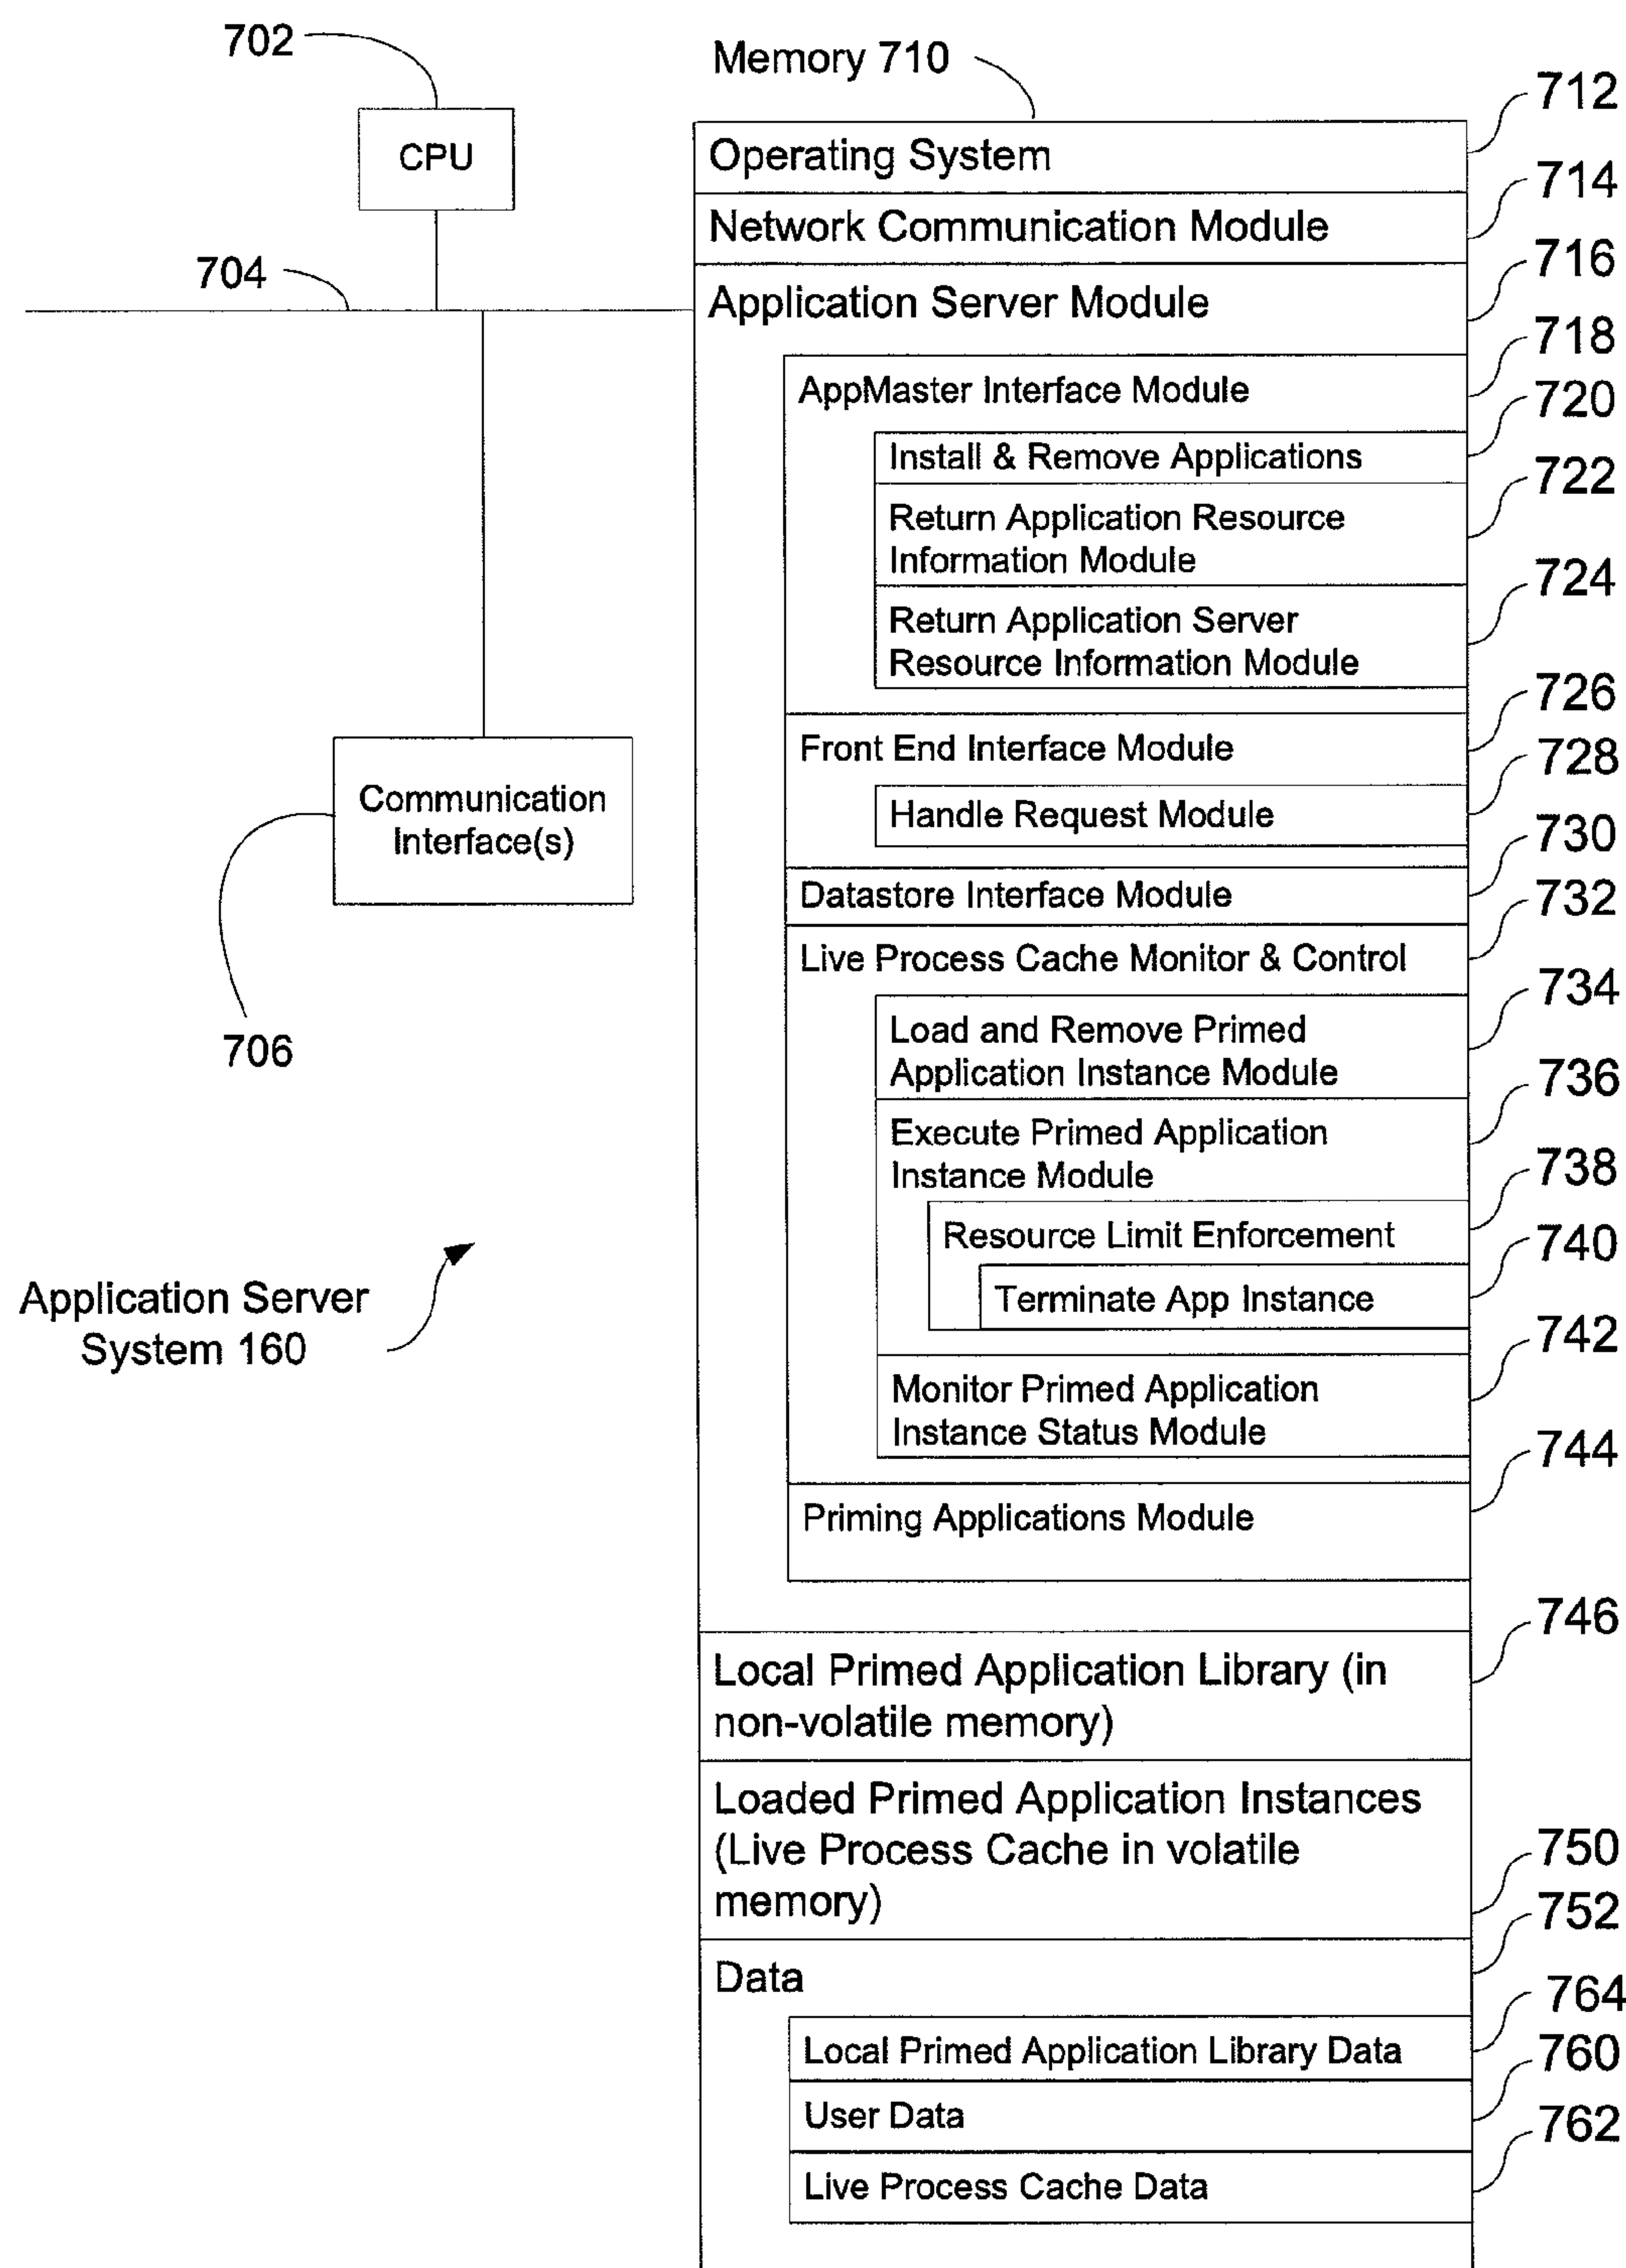 702
Memory 710
712
CPU
Operating System
714
Network Communication Module
716
704
Application Server Module
718
AppMaster Interface Module
720
Install & Remove Applications
722
Return Application Resource
Information Module
724
Return Application Server
Resource Information Module
726
Front End Interface Module
728
Communication
Interface(s)
Handle Request Module
730
Datastore Interface Module
732
Live Process Cache Monitor & Control
734
706
Load and Remove Primed
Application Instance Module
736
Execute Primed Application
Instance Module
738
Resource Limit Enforcement
740
Application Server
System 160
Terminate App Instance
742
Monitor Primed Application
Instance Status Module
744
Priming Applications Module
746
Local Primed Application Library (in
non-volatile memory)
Loaded Primed Application Instances
(Live Process Cache in volatile
memory)
750
752
Data
764
Local Primed Application Library Data
760
User Data
762
Live Process Cache Data